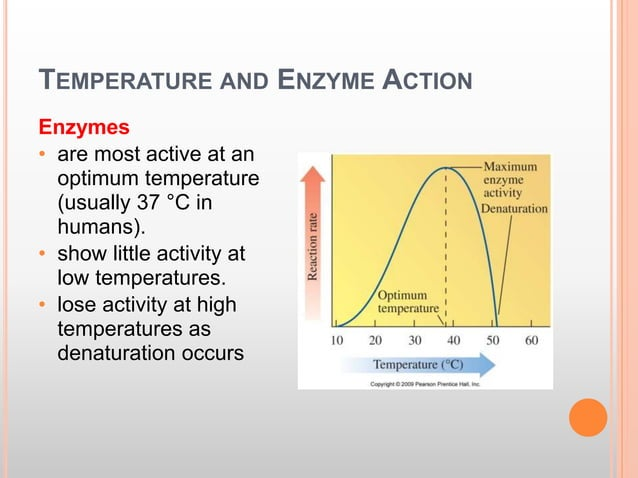 TEMPERATURE AND ENZYME ACTION
Enzymes
• are most active at an
optimum temperature
(usually 37 °C in
humans).
• show little activity at
low temperatures.
• lose activity at high
temperatures as
denaturation occurs
Maximum
enzyme
activity
Denaturation
Reaction rate
Optimum
temperature
10 20 30 40 50 60
Temperature (°C)
Copyright © 2009 Pearson Prentice Hall, Inc.